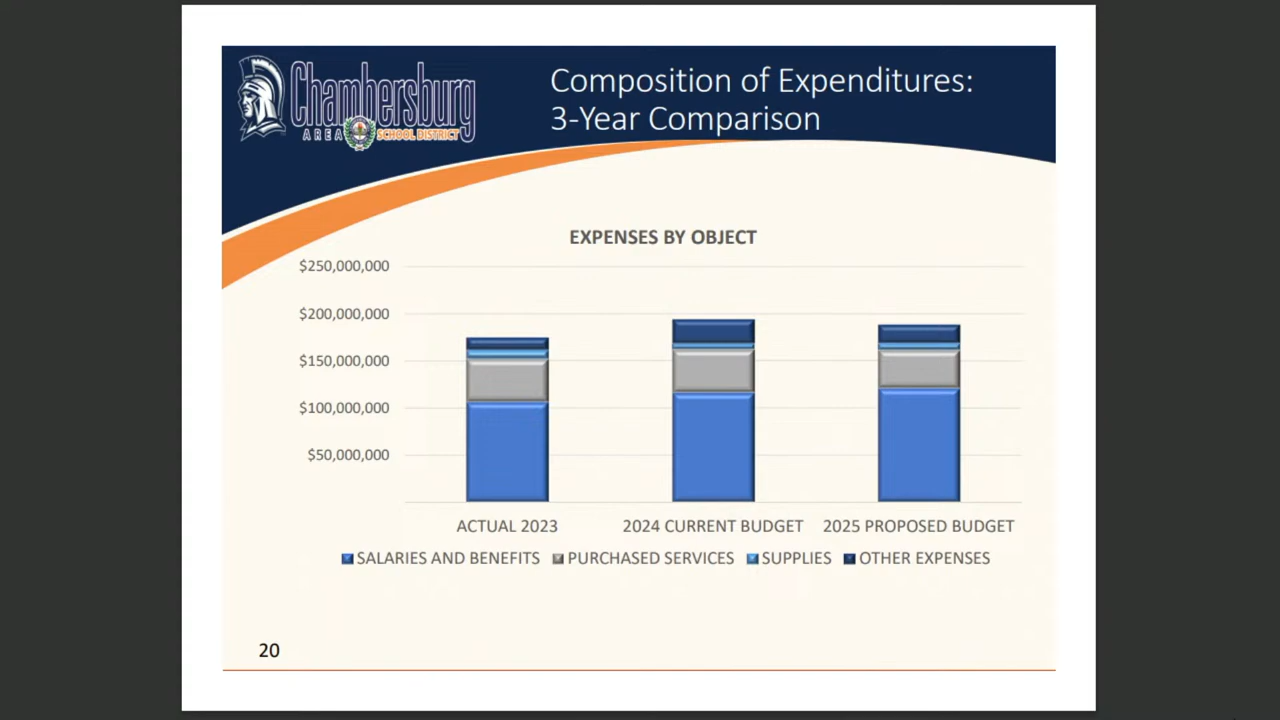 Chambersburg
AREA SCHOOL DISTRICT
Composition of Expenditures:
3-Year Comparison
EXPENSES BY OBJECT
$250,000,000
$200,000,000
$150,000,000
$100,000,000
$50,000,000
ACTUAL 2023 2024 CURRENT BUDGET 2025 PROPOSED BUDGET
SALARIES AND BENEFITS PURCHASED SERVICES SUPPLIES OTHER EXPENSES
20